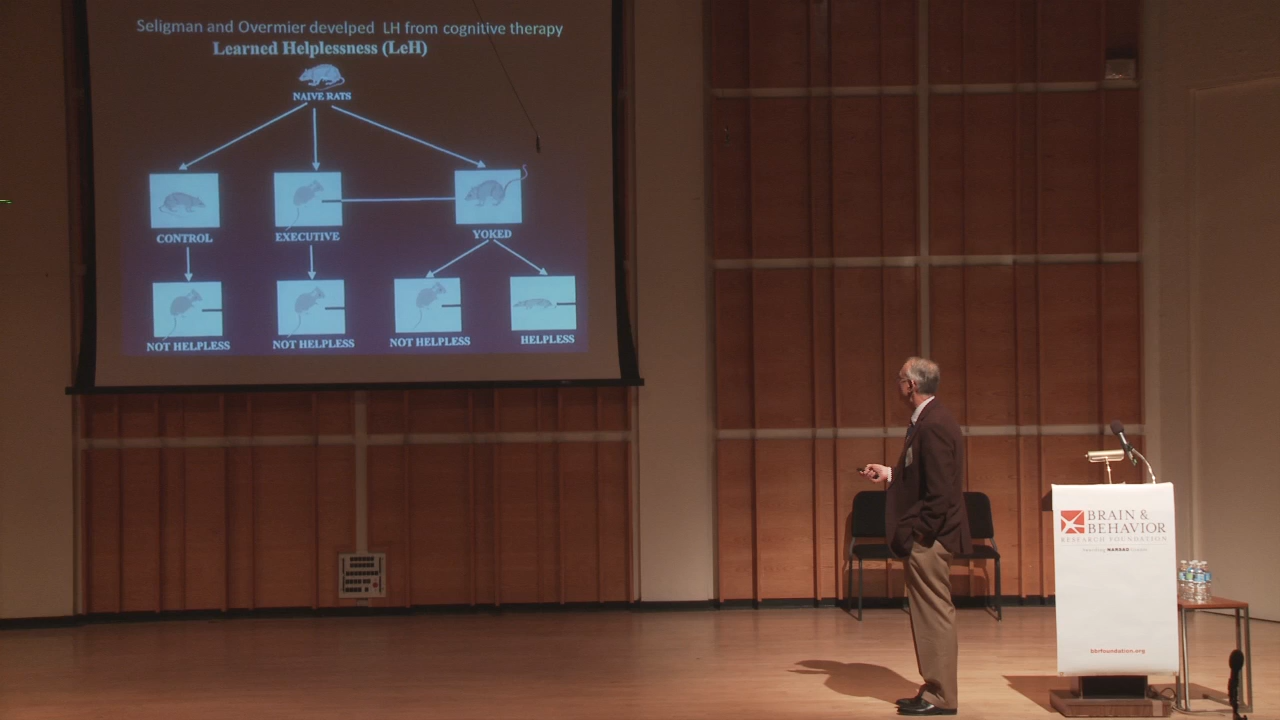 Seligman and Overmier develped LH from cognitive therapy
Learned Helplessness (LeH)
NAIVE RATS
CONTROL
EXECUTIVE
YOKED
NOT HELPLESS
NOT HELPLESS
NOT HELPLESS
HELPLESS
BRAIN &
BEHAVIOR
RESEARCH FOUNDATION
NARSAD
bbrfoundation.org